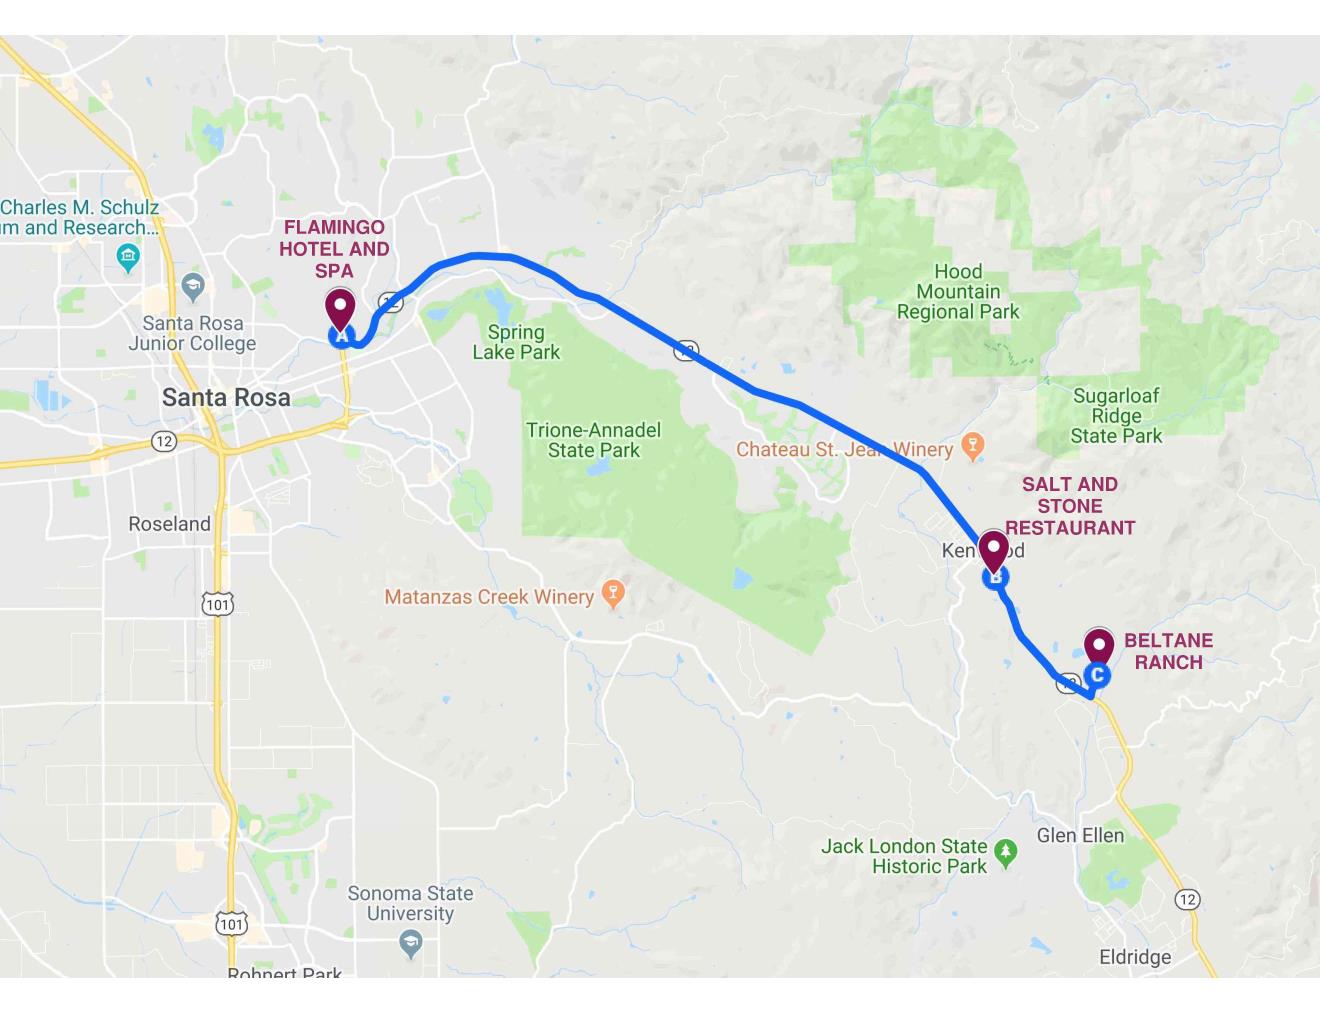 Charles M. Schulz
um and Research...
FLAMINGO
HOTEL AND
SPA
A
12
Santa Rosa
Junior College
Santa Rosa
12
Spring
Lake Park
12
Hood
Mountain
Regional Park
Sugarloaf
Ridge
State Park
Trione-Annadel
State Park
Chateau St. Jean Winery
SALT AND
STONE
RESTAURANT
Roseland
B
101
Matanzas Creek Winery
BELTANE
RANCH
C
12
Glen Ellen
Jack London State
Historic Park
Sonoma State
University
101
12
Eldridge
Rohnert Park